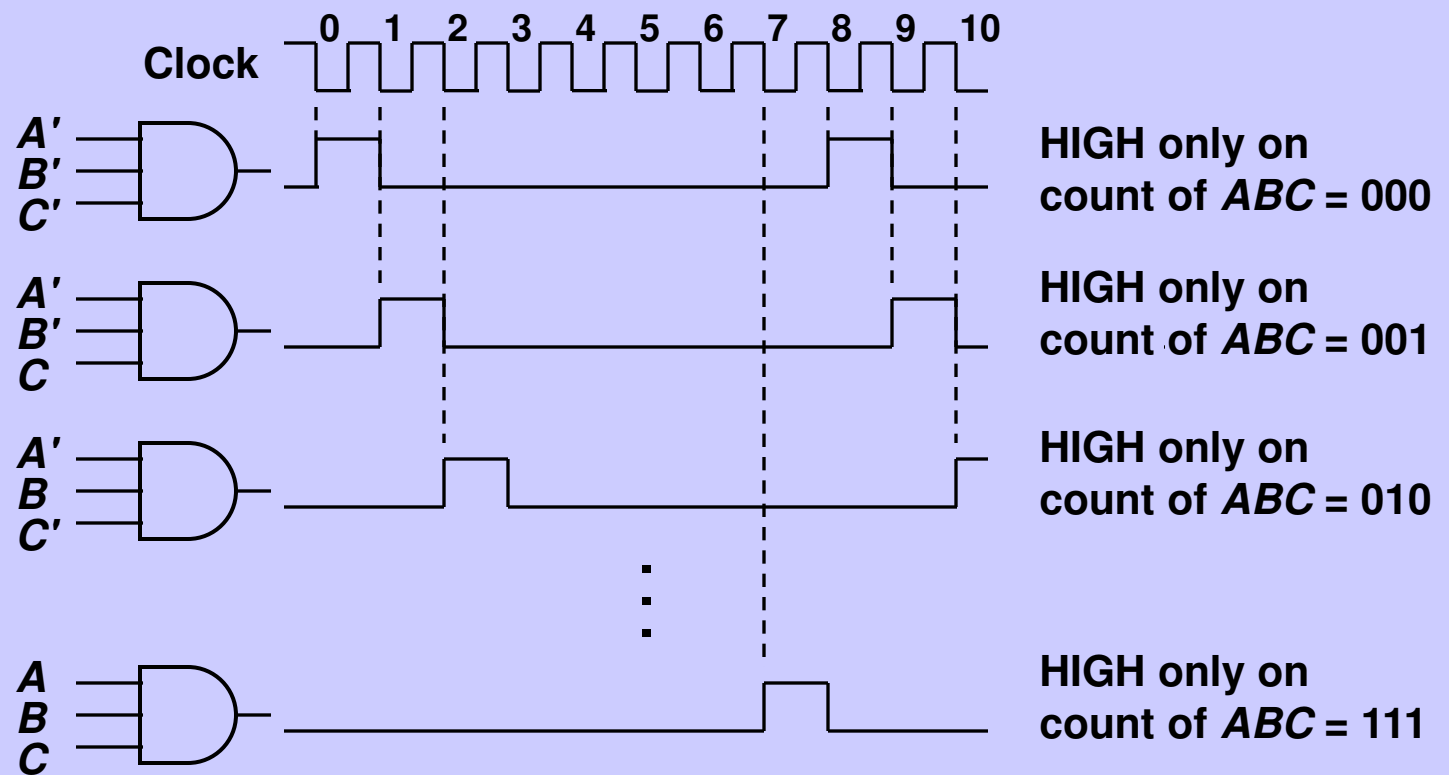 0 1 2 3 4 5 6 7 8 9 10
Clock
A'
B'
C'
HIGH only on
count of ABC = 000
A'
B'
C
HIGH only on
count of ABC = 001
A'
B
C'
HIGH only on
count of ABC = 010
A
B
C
HIGH only on
count of ABC = 111